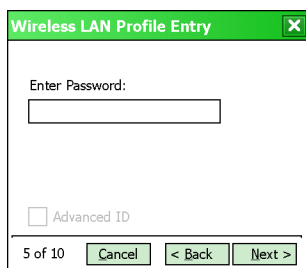 Wireless LAN Profile Entry
Enter Password:
Advanced ID
5 of 10 Cancel < Back Next >